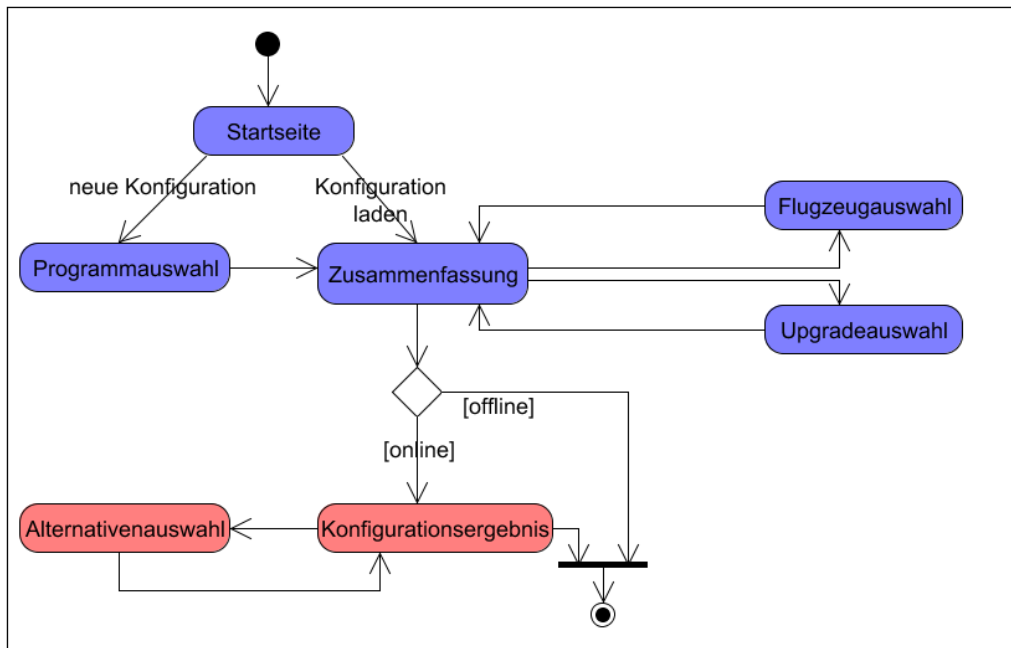 Startseite
neue Konfiguration
Konfiguration
laden
Flugzeugauswahl
Programmauswahl
Zusammenfassung
Upgradeauswahl
[offline]
[online]
Alternativenauswahl
Konfigurationsergebnis